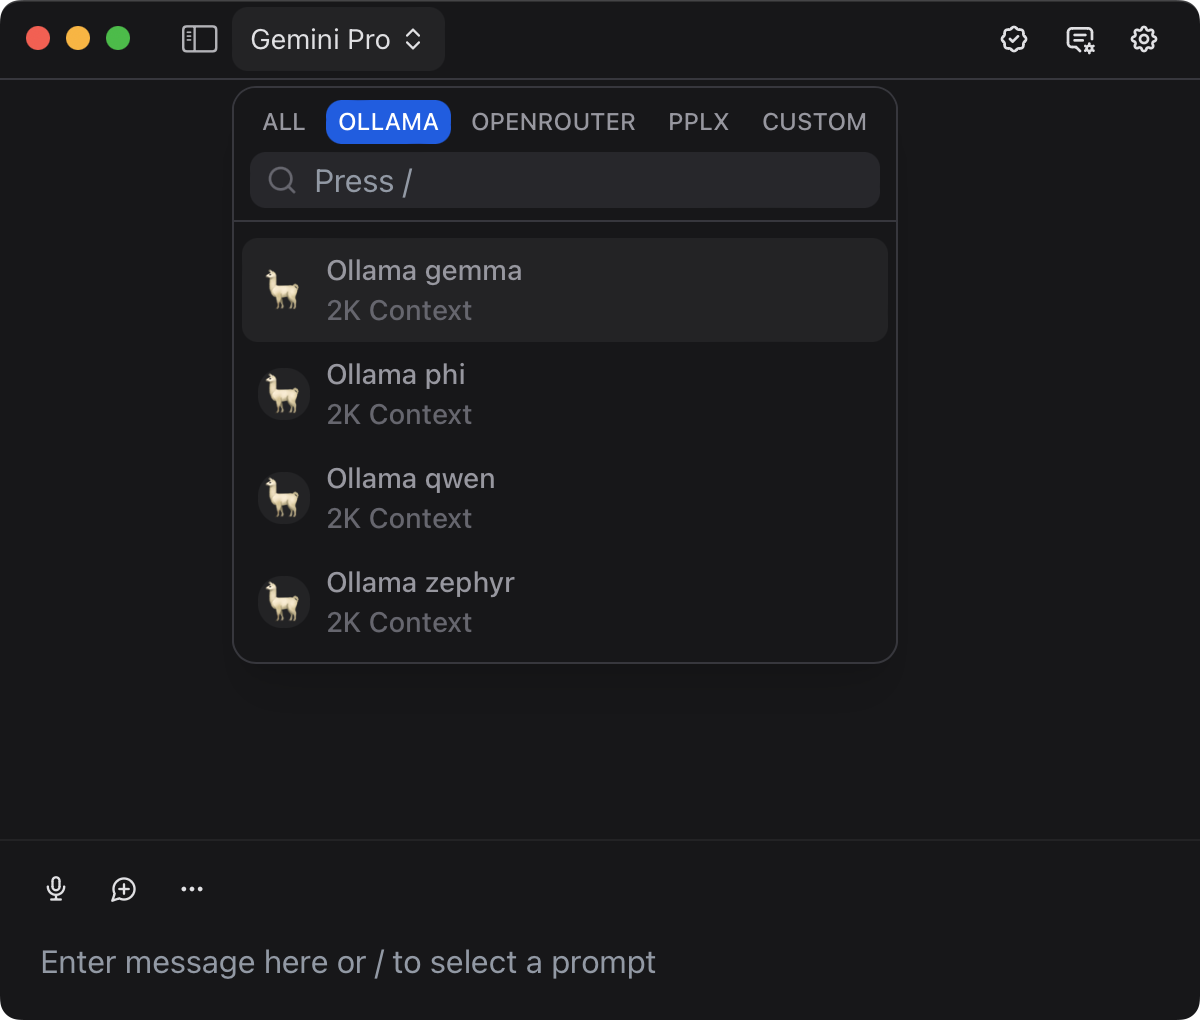 Gemini Pro
ALL OLLAMA OPENROUTER PPLX CUSTOM
Press /
Ollama gemma
2K Context
Ollama phi
2K Context
Ollama qwen
2K Context
Ollama zephyr
2K Context
Enter message here or / to select a prompt